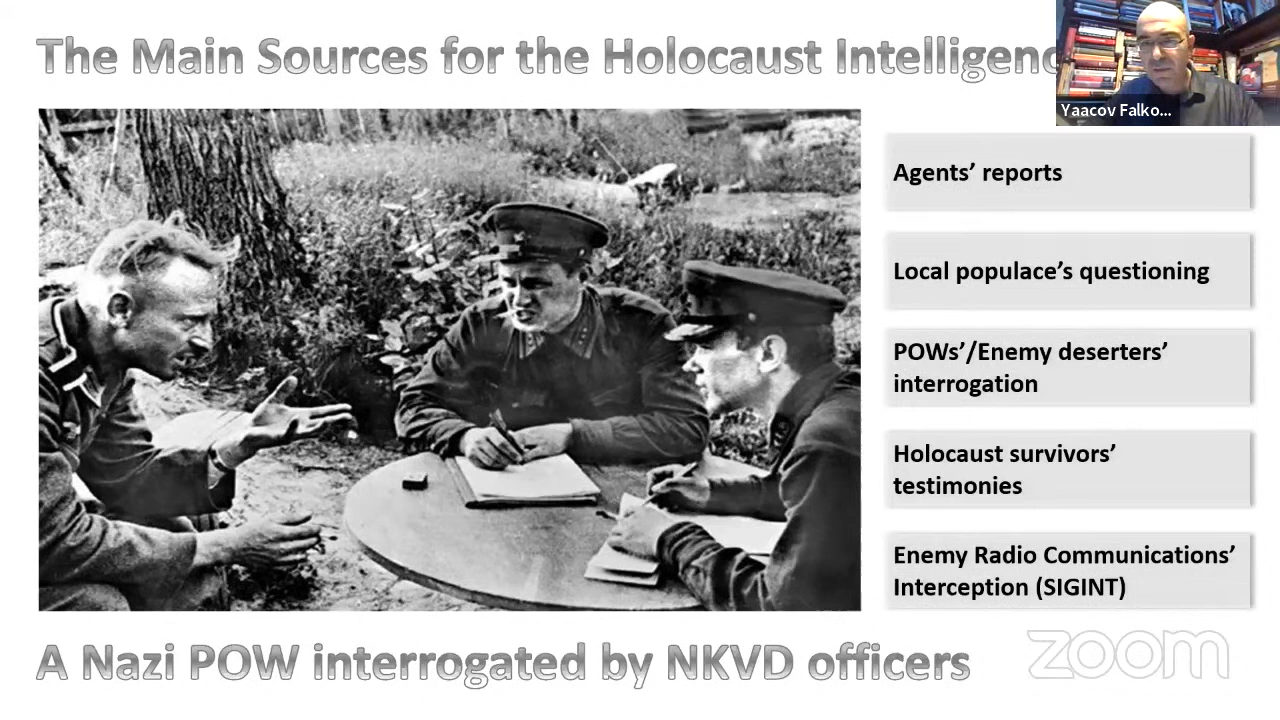 The Main Sources for the Holocaust Intelligenc
Yaacov Falko...
Agents’ reports
Local populace’s questioning
POWs’/Enemy deserters’
interrogation
Holocaust survivors’
testimonies
Enemy Radio Communications’
Interception (SIGINT)
A Nazi POW interrogated by NKVD officers
zoom